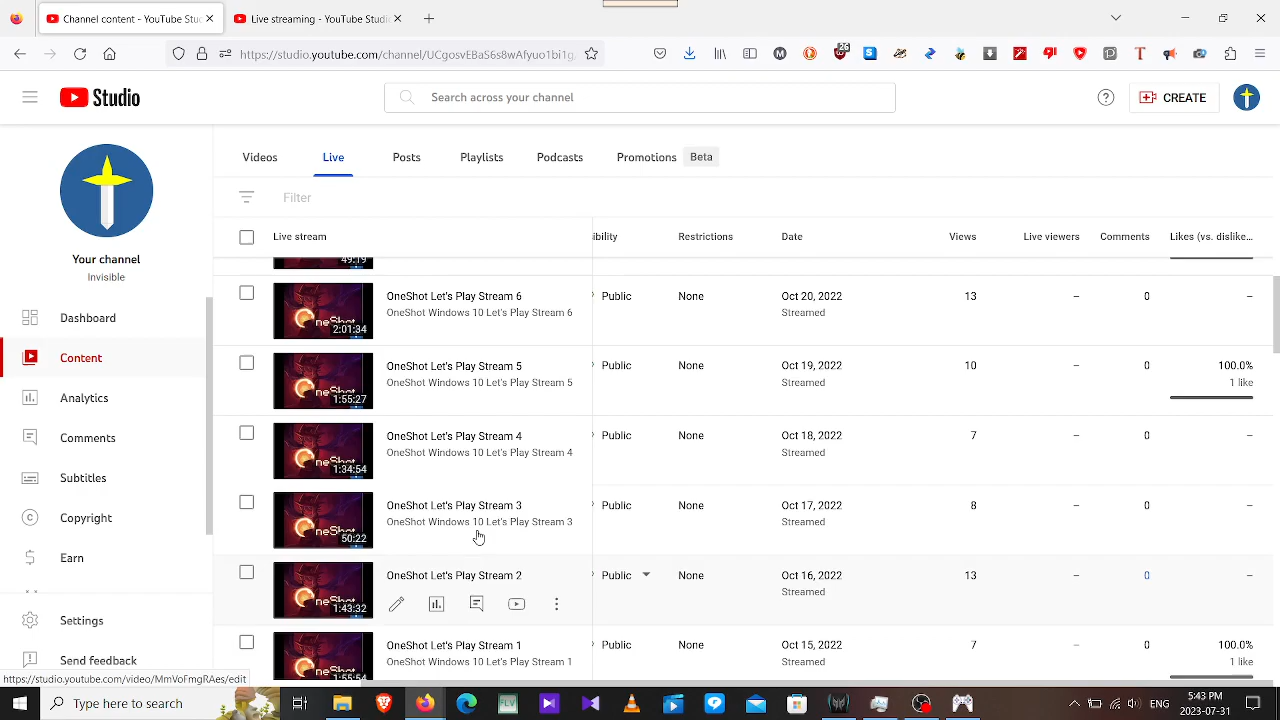 Channel content - YouTube Stu
Live streaming - YouTube Studio
https://studio.youtube.com/channel/UCgosvEBaS6s8wAfyuo1bi1g
26
Studio
Search across your channel
CREATE
Videos
Live
Posts
Playlists
Podcasts
Promotions
Beta
Filter
Your channel
Invisible
Dashboard
Content
Analytics
Comments
Subtitles
Copyright
Earn
Settings
Send feedback
Live stream
ibility
Restrictions
Date
Views
Live viewers
Comments
Likes (vs. dislike...
49:19
2:01:34
OneShot Let's Play Stream 6
OneShot Windows 10 Let's Play Stream 6
Public
None
Oct 20, 2022
Streamed
13
–
0
–
1:55:27
OneShot Let's Play Stream 5
OneShot Windows 10 Let's Play Stream 5
Public
None
Oct 19, 2022
Streamed
10
–
0
100.0%
1 like
1:34:54
OneShot Let's Play Stream 4
OneShot Windows 10 Let's Play Stream 4
Public
None
Oct 18, 2022
Streamed
7
–
0
–
50:22
OneShot Let's Play Stream 3
OneShot Windows 10 Let's Play Stream 3
Public
None
Oct 17, 2022
Streamed
8
–
0
–
1:43:32
OneShot Let's Play Stream 2
Public
None
Oct 16, 2022
Streamed
13
–
0
–
1:55:54
OneShot Let's Play Stream 1
OneShot Windows 10 Let's Play Stream 1
Public
None
Oct 15, 2022
Streamed
7
–
0
100.0%
1 like
https://studio.youtube.com/video/MmVoFmgRAes/edit
Type here to search
ENG
5:43 PM
2023-07-31